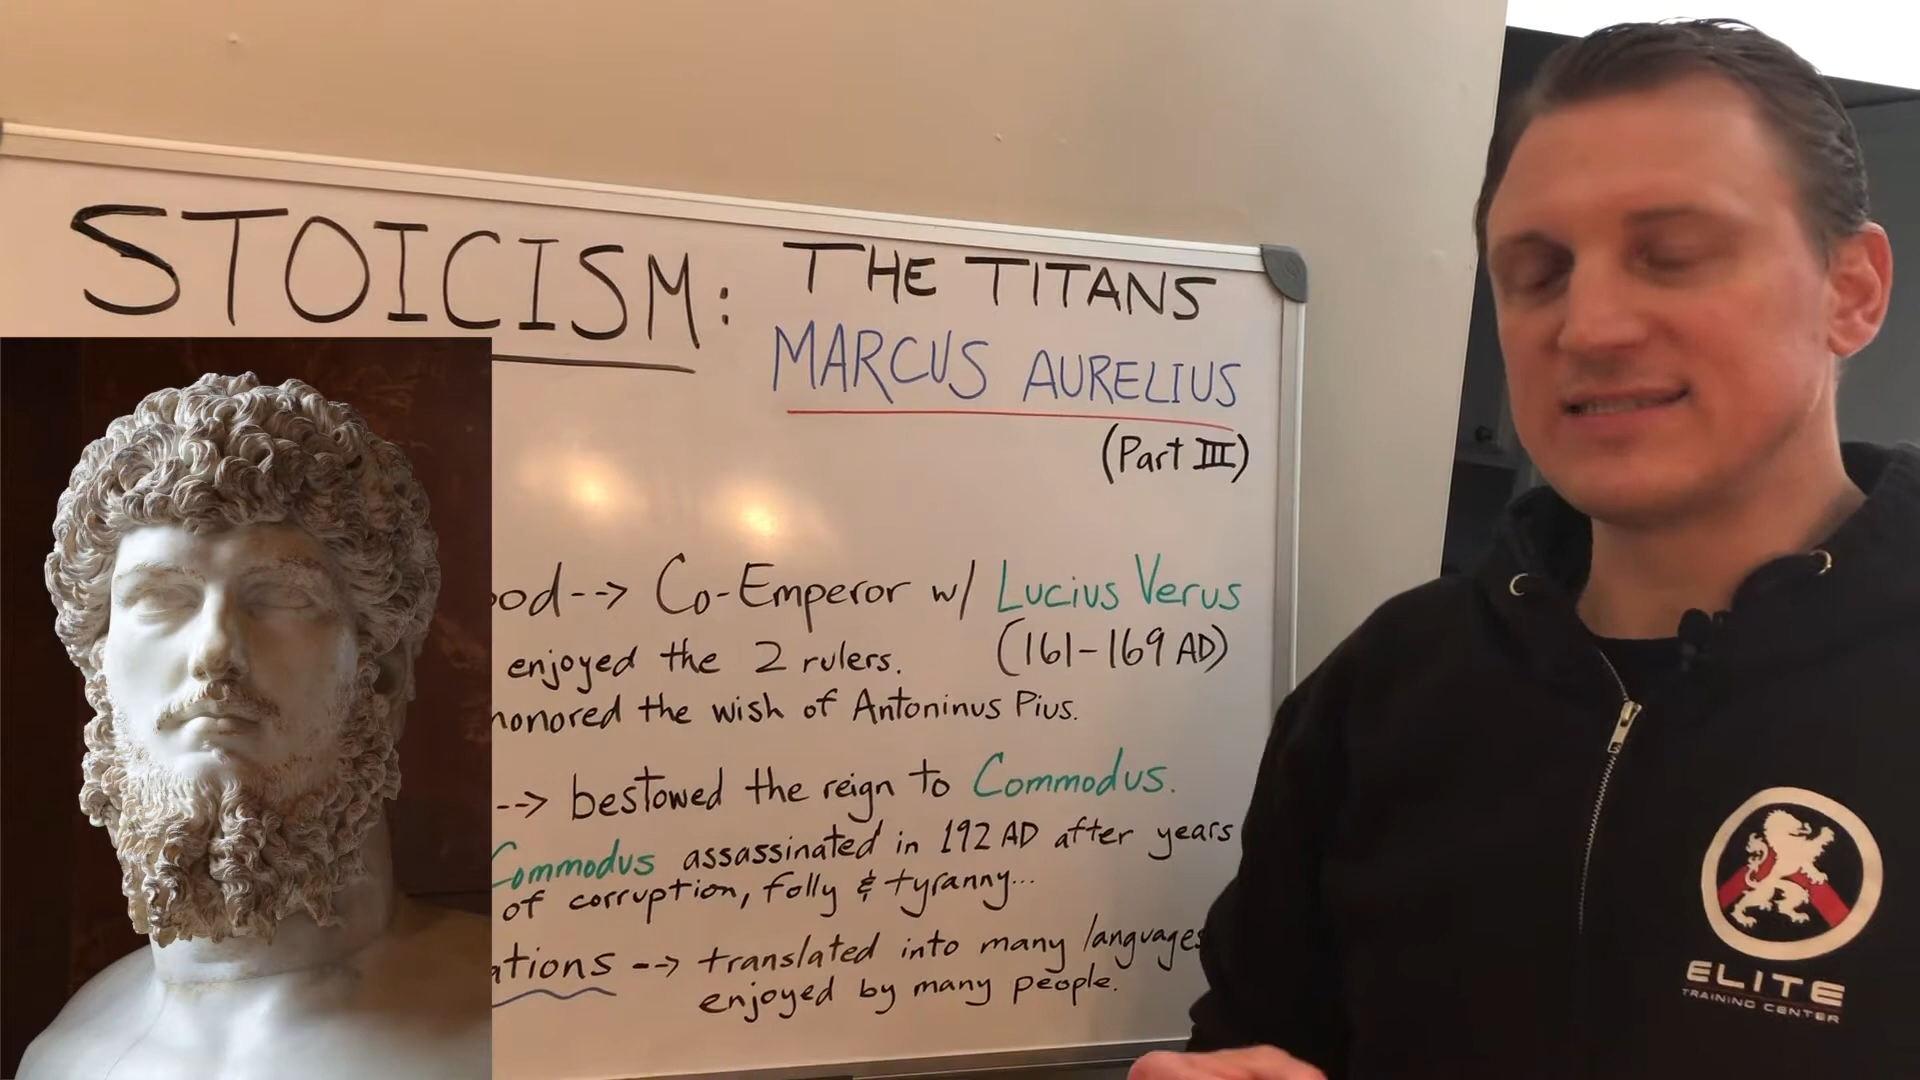 STOICISM: THE TITANS
MARCUS AURELIUS
(Part III)
--> Co-Emperor w/ Lucius Verus
enjoyed the 2 rulers. (161-169 AD)
honored the wish of Antoninus Pius.
--> bestowed the reign to Commodus.
Commodus assassinated in 192 AD after years
of corruption, folly & tyranny...
--> translated into many languages
enjoyed by many people.
ELITE
TRAINING CENTER